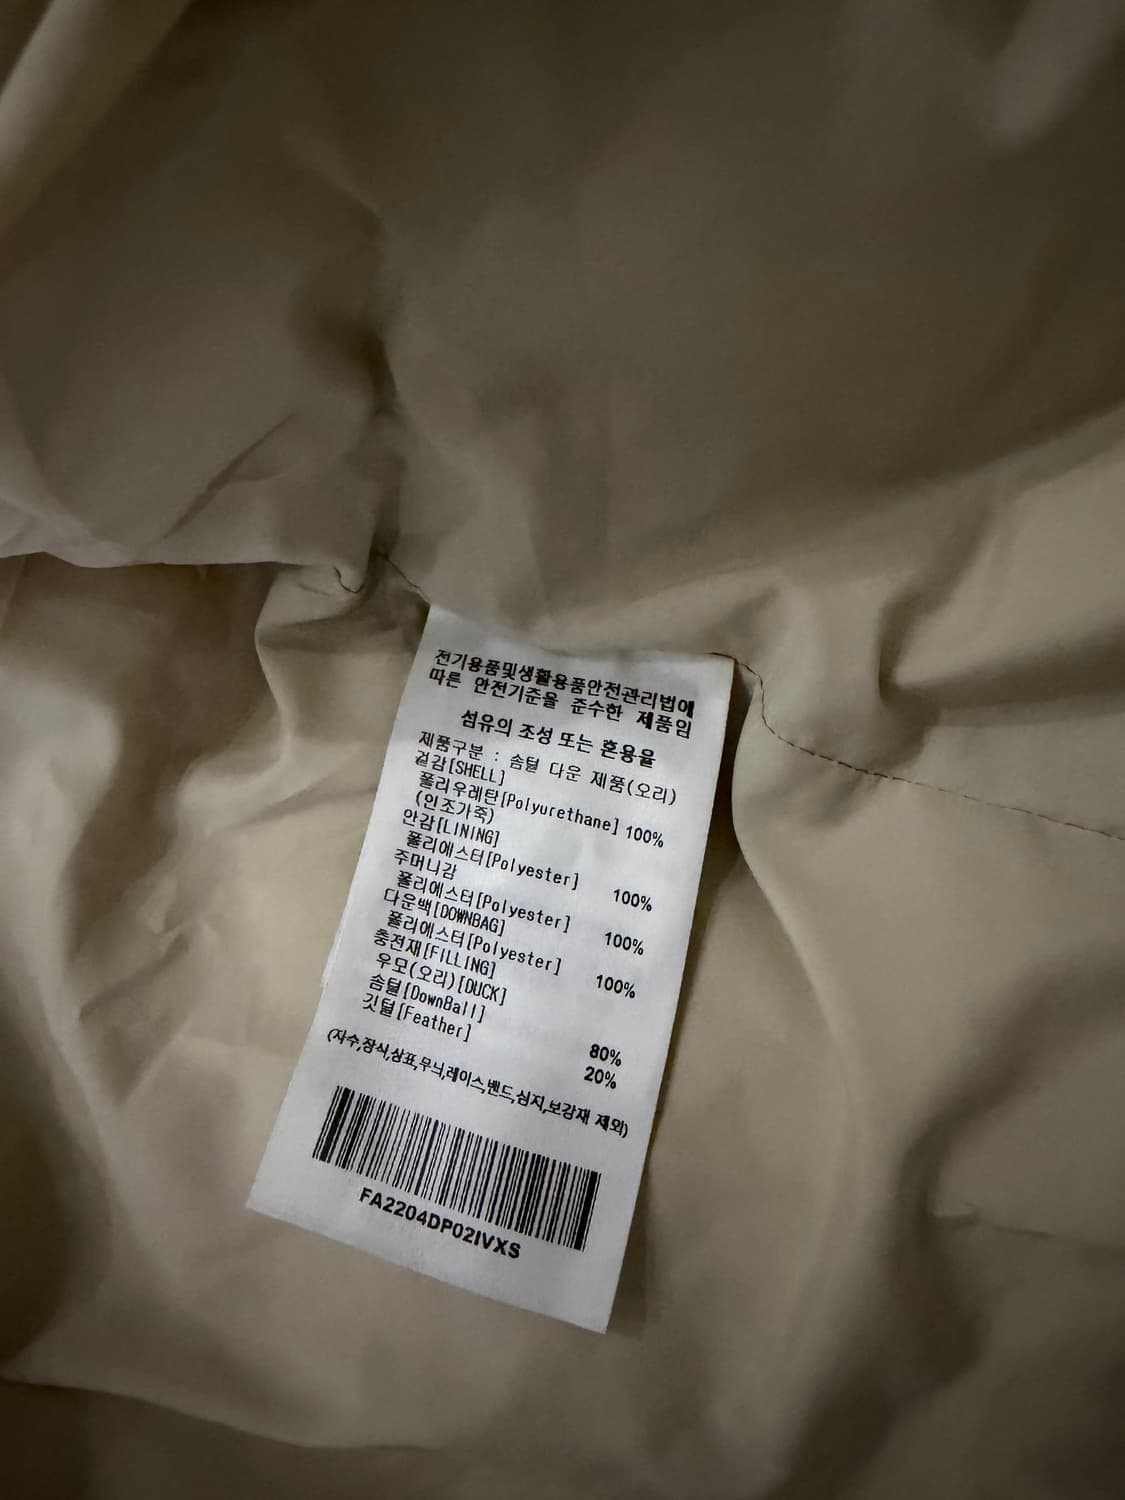 전기용품및생활용품안전관리법에
따른 안전기준을 준수한 제품임
섬유의 조성 또는 혼용율
제품구분 : 솜털 다운 제품(오리)
겉감[SHELL]
폴리우레탄[Polyurethane] 100%
(인조가죽)
안감[LINING]
폴리에스터[Polyester] 100%
주머니감
폴리에스터[Polyester] 100%
다운백[DOWNBAG]
폴리에스터[Polyester] 100%
충전재[FILLING]
우모(오리)[DUCK]
솜털[DownBall] 80%
깃털[Feather] 20%
(자수,장식,상표,무늬,레이스,밴드,심지,보강재 제외)
FA2204DP02IVXS